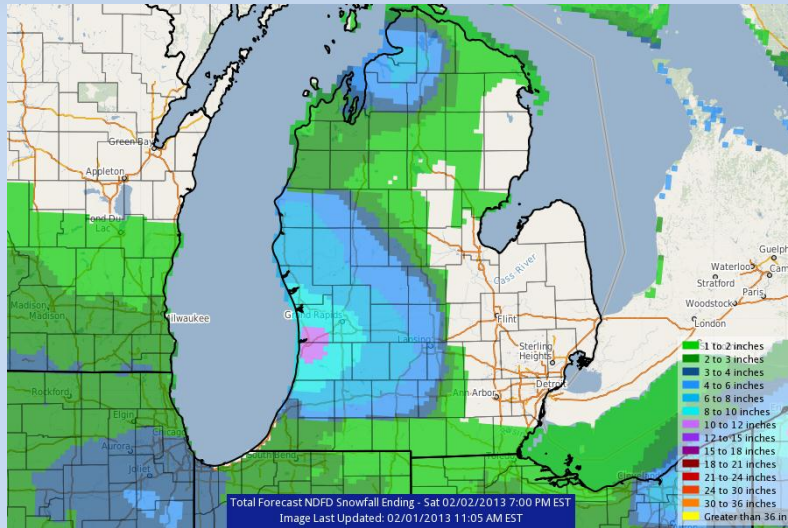 Green Bay
Appleton
Fond Du
Lac
Madison
Madison
Milwaukee
Rockford
Elgin
Chicago
Aurora
Joliet
South Bend
Grand Rapids
Lansing
Cass River
Flint
Sterling
Heights
Detroit
Ann Arbor
Guelph
Waterloo
Cam
Stratford
Paris
Woodstock
London
1 to 2 inches
2 to 3 inches
3 to 4 inches
4 to 6 inches
6 to 8 inches
8 to 10 inches
10 to 12 inches
12 to 15 inches
15 to 18 inches
18 to 21 inches
21 to 24 inches
24 to 30 inches
30 to 36 inches
Greater than 36 in
Total Forecast NDFD Snowfall Ending - Sat 02/02/2013 7:00 PM EST
Image Last Updated: 02/01/2013 11:05 AM EST